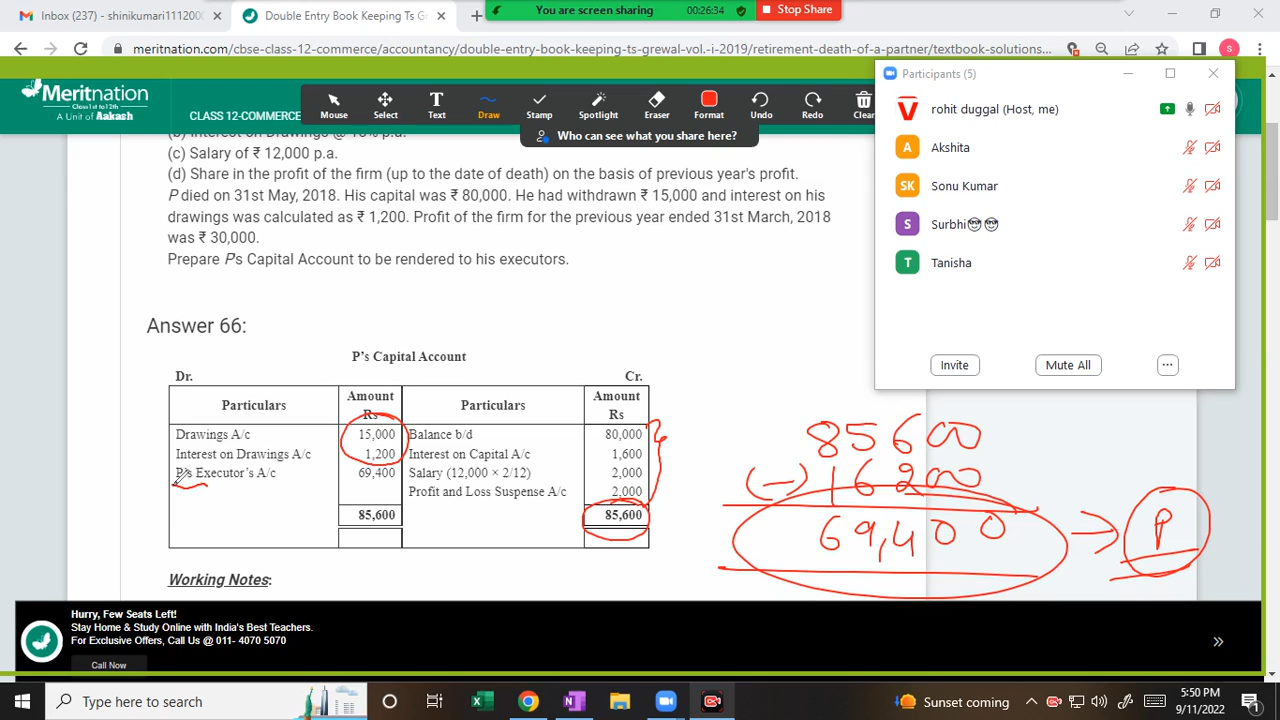 Inbox (237) - shinikumari111200
Double Entry Book Keeping Ts Gr
You are screen sharing
00:26:34
Stop Share
meritnation.com/cbse-class-12-commerce/accountancy/double-entry-book-keeping-ts-grewal-vol.-i-2019/retirement-death-of-a-partner/textbook-solutions...
S
Meritnation
Class 1st to 12th
A Unit of Aakash
CLASS 12-COMMERCE
Mouse
Select
Text
Draw
Stamp
Spotlight
Eraser
Format
Undo
Redo
Clear
Who can see what you share here?
Participants (5)
rohit duggal (Host, me)
A Akshita
SK Sonu Kumar
S Surbhi😎😎
T Tanisha
Invite
Mute All
...
(c) Salary of ₹ 12,000 p.a.
(d) Share in the profit of the firm (up to the date of death) on the basis of previous year's profit.
P died on 31st May, 2018. His capital was ₹ 80,000. He had withdrawn ₹ 15,000 and interest on his
drawings was calculated as ₹ 1,200. Profit of the firm for the previous year ended 31st March, 2018
was ₹ 30,000.
Prepare P's Capital Account to be rendered to his executors.
Answer 66:
P's Capital Account
Dr. Cr.
Particulars Amount Rs Particulars Amount Rs
Drawings A/c 15,000 Balance b/d 80,000
Interest on Drawings A/c 1,200 Interest on Capital A/c 1,600
P's Executor's A/c 69,400 Salary (12,000 × 2/12) 2,000
Profit and Loss Suspense A/c 2,000
85,600 85,600
85600
(-) 16200
69,400 → P
Working Notes:
Hurry, Few Seats Left!
Stay Home & Study Online with India's Best Teachers.
For Exclusive Offers, Call Us @ 011- 4070 5070
Call Now
»
Type here to search
Sunset coming
5:50 PM
9/11/2022
1